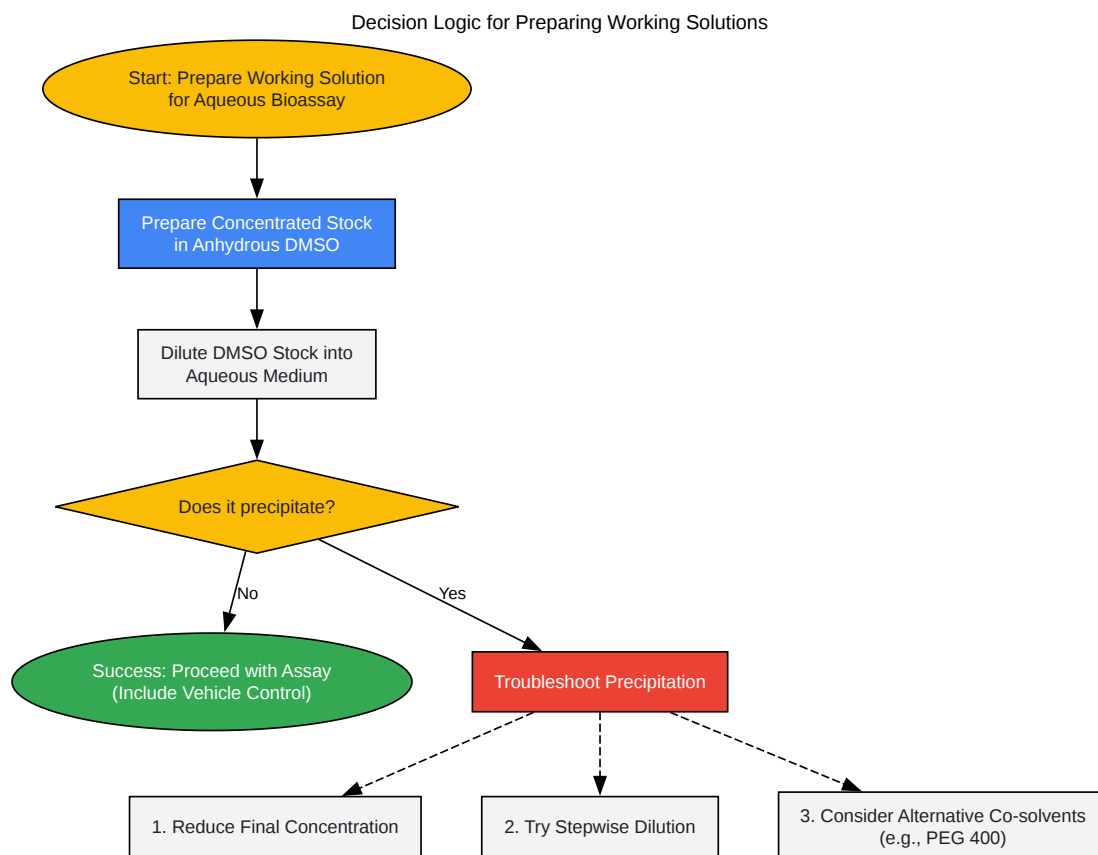 Decision Logic for Preparing Working Solutions
Start: Prepare Working Solution
for Aqueous Bioassay
Prepare Concentrated Stock
in Anhydrous DMSO
Dilute DMSO Stock into
Aqueous Medium
Does it precipitate?
No
Yes
Success: Proceed with Assay
(Include Vehicle Control)
Troubleshoot Precipitation
1. Reduce Final Concentration
2. Try Stepwise Dilution
3. Consider Alternative Co-solvents
(e.g., PEG 400)